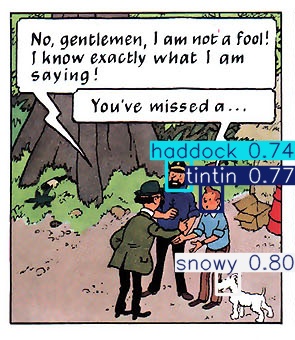 No, gentlemen, I am not a fool!
I know exactly what I am
saying!
You've missed a...
haddock 0.74
tintin 0.77
snowy 0.80